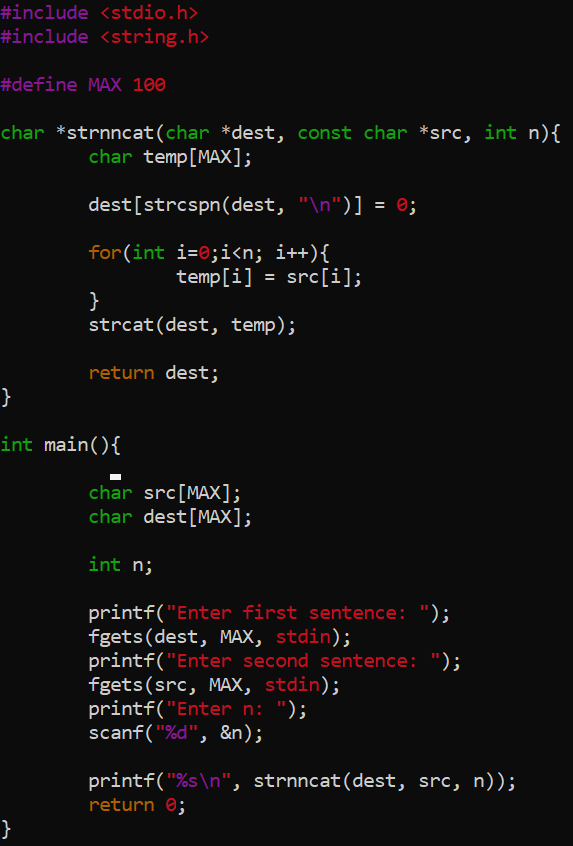 #include <stdio.h>
#include <string.h>

#define MAX 100

char *strnncat(char *dest, const char *src, int n){
        char temp[MAX];

        dest[strcspn(dest, "\n")] = 0;

        for(int i=0;i<n; i++){
                temp[i] = src[i];
        }
        strcat(dest, temp);

        return dest;
}

int main(){

        char src[MAX];
        char dest[MAX];

        int n;

        printf("Enter first sentence: ");
        fgets(dest, MAX, stdin);
        printf("Enter second sentence: ");
        fgets(src, MAX, stdin);
        printf("Enter n: ");
        scanf("%d", &n);

        printf("%s\n", strnncat(dest, src, n));
        return 0;
}